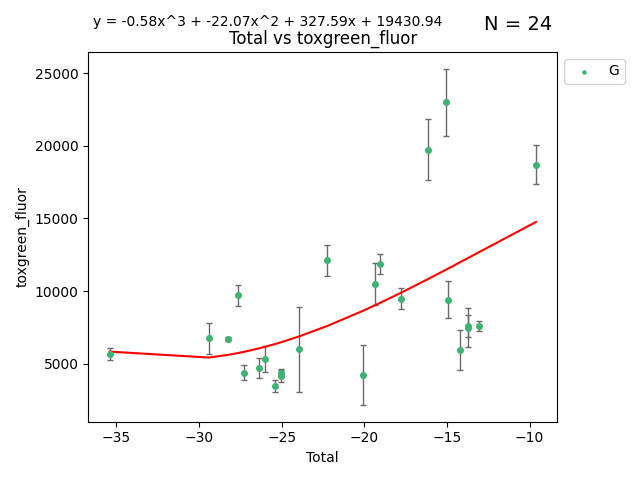 y = -0.58x^3 + -22.07x^2 + 327.59x + 19430.94
N = 24
Total vs toxgreen_fluor
G
25000
20000
15000
10000
5000
toxgreen_fluor
−35 −30 −25 −20 −15 −10
Total